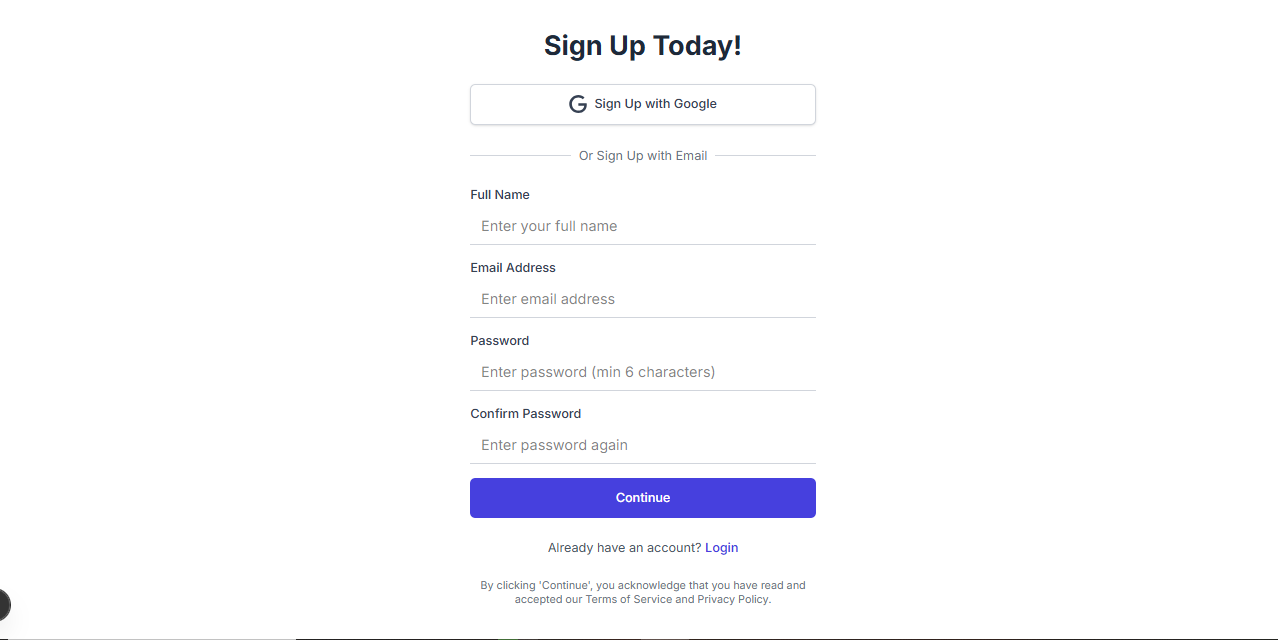 Sign Up Today!
Sign Up with Google
Or Sign Up with Email
Full Name
Enter your full name
Email Address
Enter email address
Password
Enter password (min 6 characters)
Confirm Password
Enter password again
Continue
Already have an account? Login
By clicking 'Continue', you acknowledge that you have read and
accepted our Terms of Service and Privacy Policy.